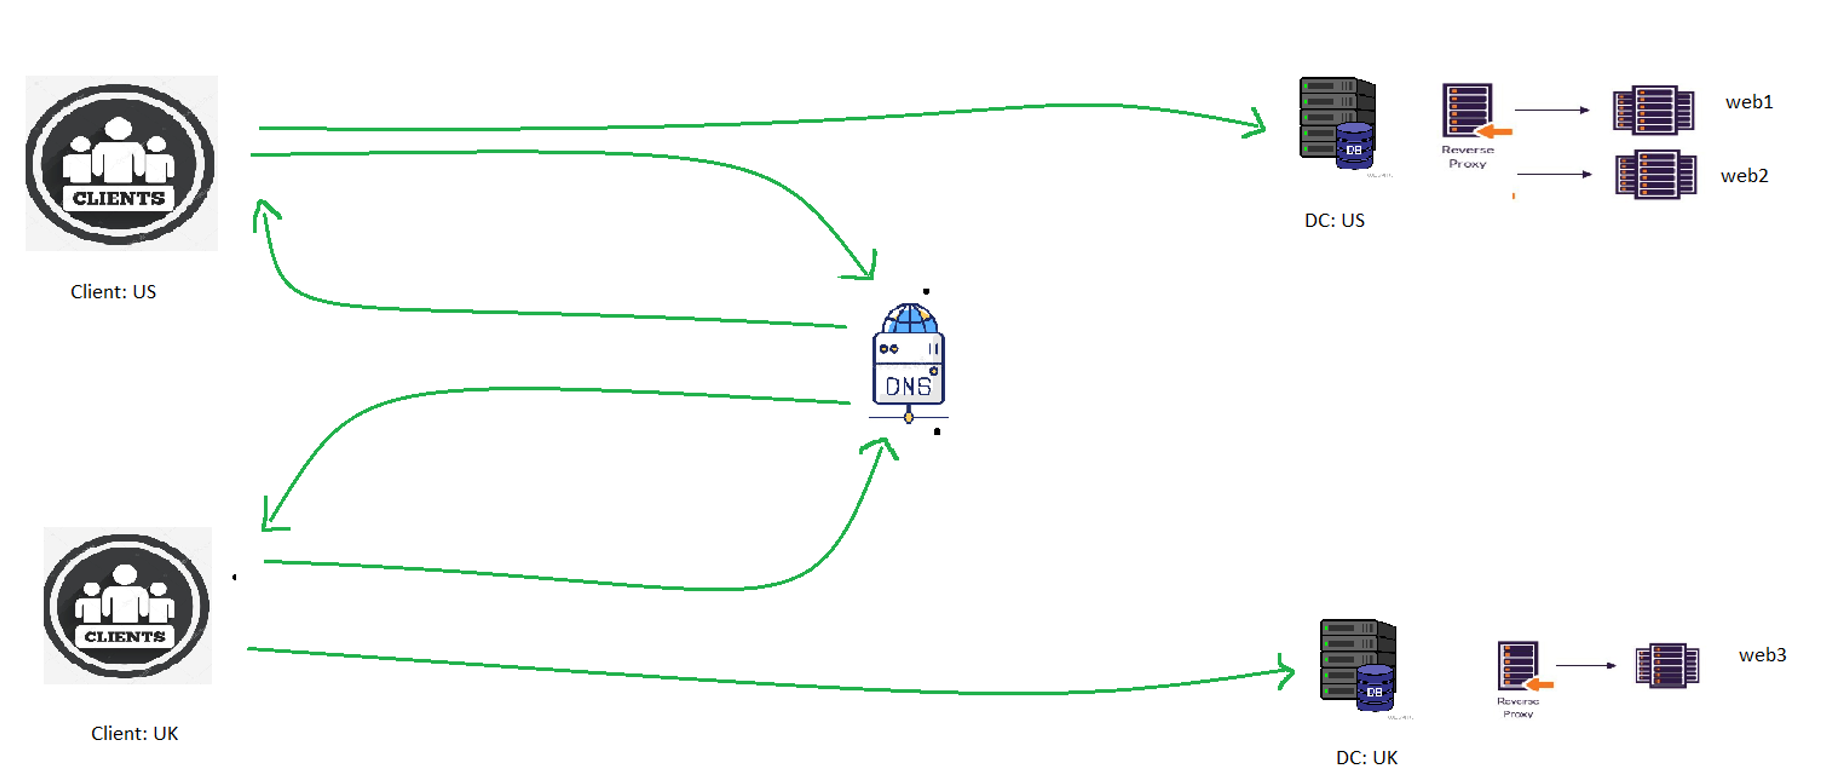 CLIENTS
Client: US
DB
DC: US
Reverse
Proxy
web1
web2
DNS
CLIENTS
Client: UK
DB
DC: UK
Reverse
Proxy
web3